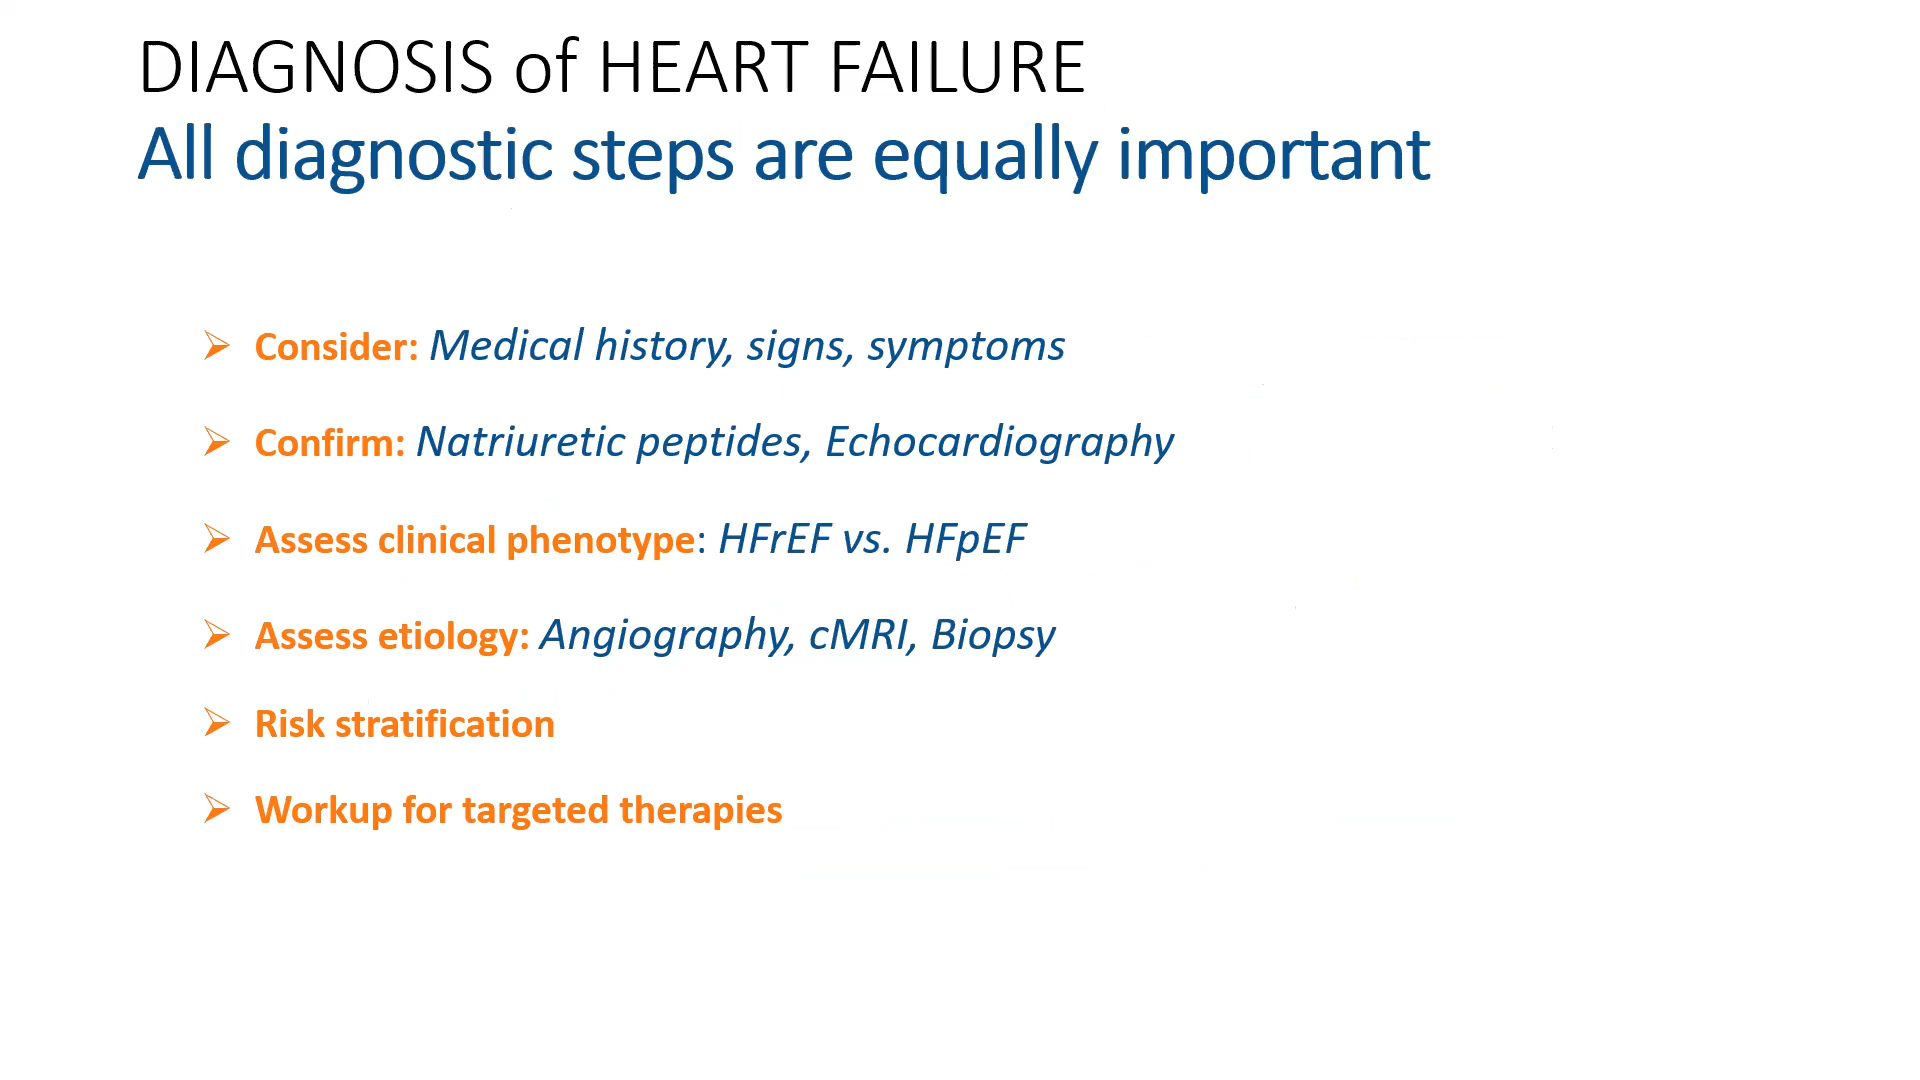 DIAGNOSIS of HEART FAILURE
All diagnostic steps are equally important
➢ Consider: Medical history, signs, symptoms
➢ Confirm: Natriuretic peptides, Echocardiography
➢ Assess clinical phenotype: HFrEF vs. HFpEF
➢ Assess etiology: Angiography, cMRI, Biopsy
➢ Risk stratification
➢ Workup for targeted therapies